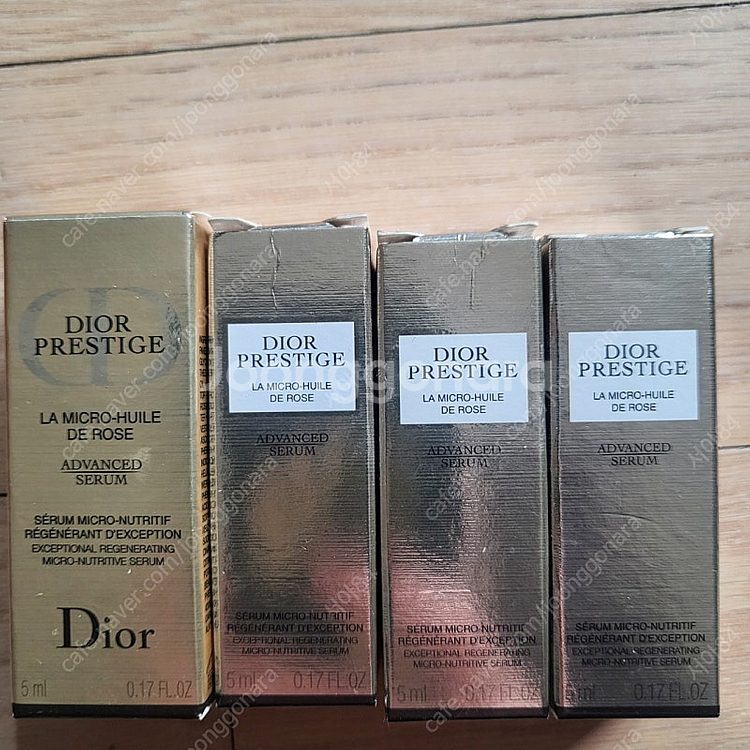 DIOR
PRESTIGE
LA MICRO-HUILE
DE ROSE
ADVANCED
SERUM
SÉRUM MICRO-NUTRITIF
RÉGÉNÉRANT D'EXCEPTION
EXCEPTIONAL REGENERATING
MICRO-NUTRITIVE SERUM
Dior
5 ml 0.17 FL.OZ
DIOR
PRESTIGE
LA MICRO-HUILE
DE ROSE
ADVANCED
SERUM
SÉRUM MICRO-NUTRITIF
RÉGÉNÉRANT D'EXCEPTION
EXCEPTIONAL REGENERATING
MICRO-NUTRITIVE SERUM
5 ml 0.17 FL.OZ
DIOR
PRESTIGE
LA MICRO-HUILE
DE ROSE
ADVANCED
SERUM
SÉRUM MICRO-NUTRITIF
RÉGÉNÉRANT D'EXCEPTION
EXCEPTIONAL REGENERATING
MICRO-NUTRITIVE SERUM
5 ml 0.17 FL.OZ
DIOR
PRESTIGE
LA MICRO-HUILE
DE ROSE
ADVANCED
SERUM
SÉRUM MICRO-NUTRITIF
RÉGÉNÉRANT D'EXCEPTION
EXCEPTIONAL REGENERATING
MICRO-NUTRITIVE SERUM
5 ml 0.17 FL.OZ
joonggonara
cafe.naver.com/joonggonara